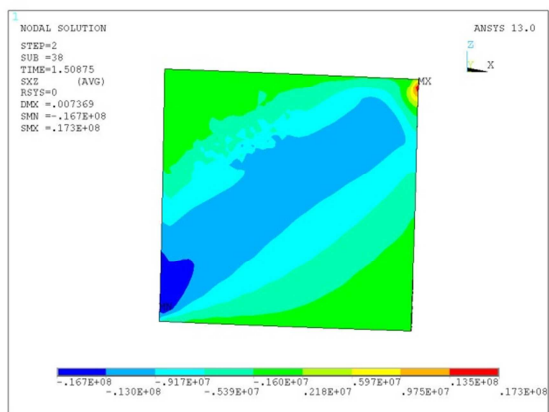 1
NODAL SOLUTION
ANSYS 13.0
STEP=2
SUB =38
TIME=1.50875
SXZ (AVG)
RSYS=0
DMX =.007369
SMN =-.167E+08
SMX =.173E+08
Z
Y X
MX
-.167E+08 -.917E+07 -.160E+07 .597E+07 .135E+08
-.130E+08 -.539E+07 .218E+07 .975E+07 .173E+08